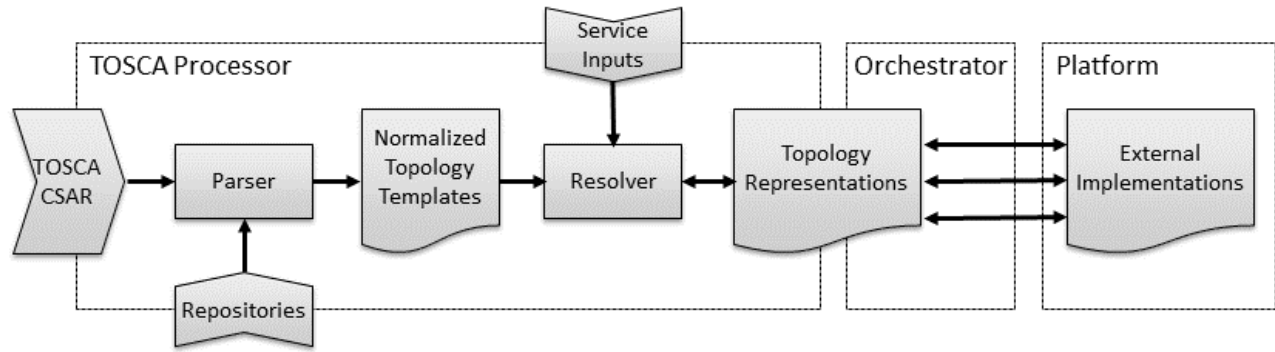 Service
Inputs
TOSCA Processor
Orchestrator
Platform
TOSCA
CSAR
Parser
Normalized
Topology
Templates
Resolver
Topology
Representations
External
Implementations
Repositories